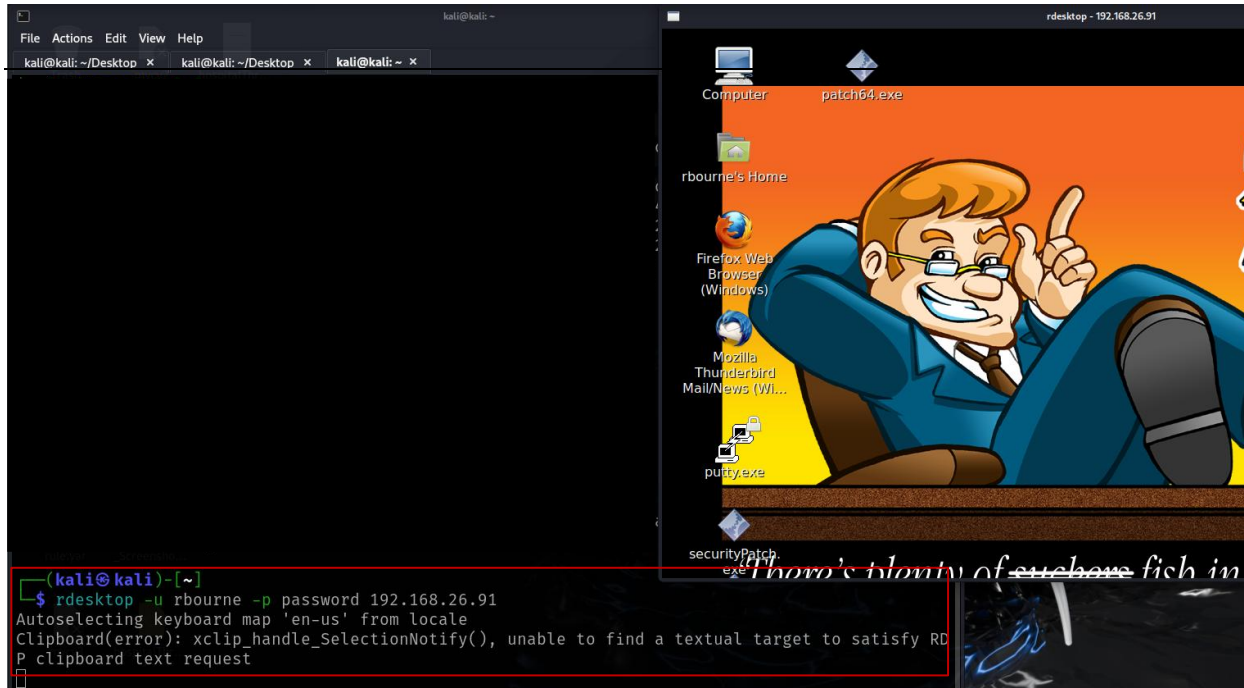 kali@kali: ~
File Actions Edit View Help
kali@kali: ~/Desktop × kali@kali: ~/Desktop × kali@kali: ~ ×
┌──(kali㉿kali)-[~]
└─$ rdesktop -u rbourne -p password 192.168.26.91
Autoselecting keyboard map 'en-us' from locale
Clipboard(error): xclip_handle_SelectionNotify(), unable to find a textual target to satisfy RD
P clipboard text request
rdesktop - 192.168.26.91
Computer
patch64.exe
rbourne's Home
Firefox Web
Browser
(Windows)
Mozilla
Thunderbird
Mail/News (Wi...
putty.exe
securityPatch.
exe
“There’s plenty of suckers fish in